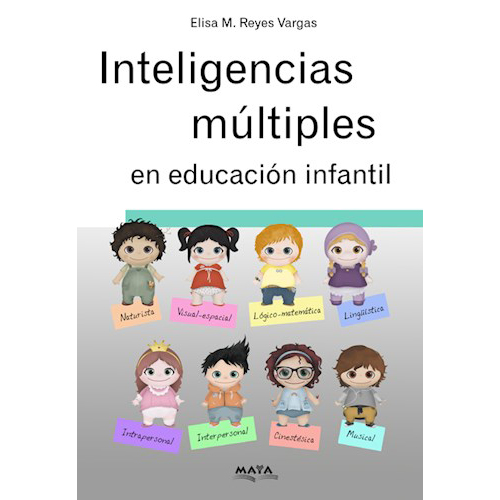 Elisa M. Reyes Vargas
Inteligencias
múltiples
en educación infantil
Naturista
Visual-espacial
Lógico-matemática
Lingüística
Intrapersonal
Interpersonal
Cinestésica
Musical
MAYA